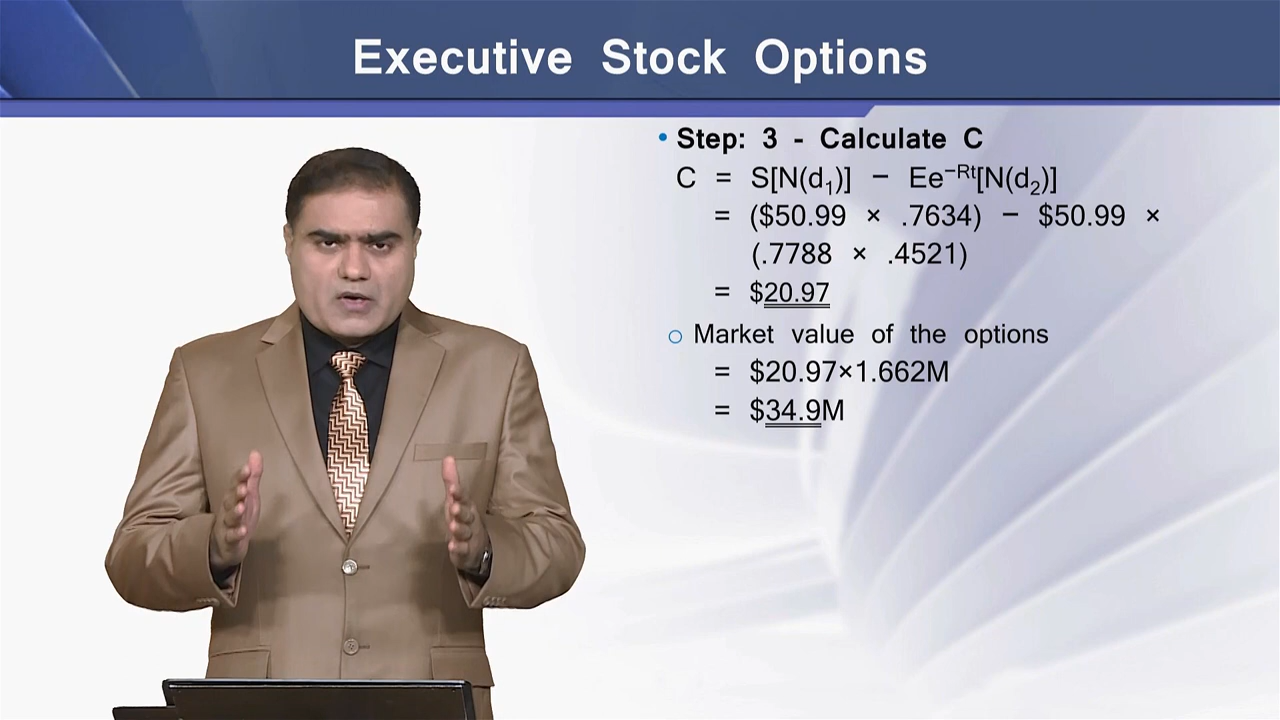 Executive Stock Options
• Step: 3 - Calculate C
C = S[N(d₁)] − Ee⁻ᴿᵗ[N(d₂)]
= ($50.99 × .7634) − $50.99 ×
(.7788 × .4521)
= $20.97
○ Market value of the options
= $20.97×1.662M
= $34.9M